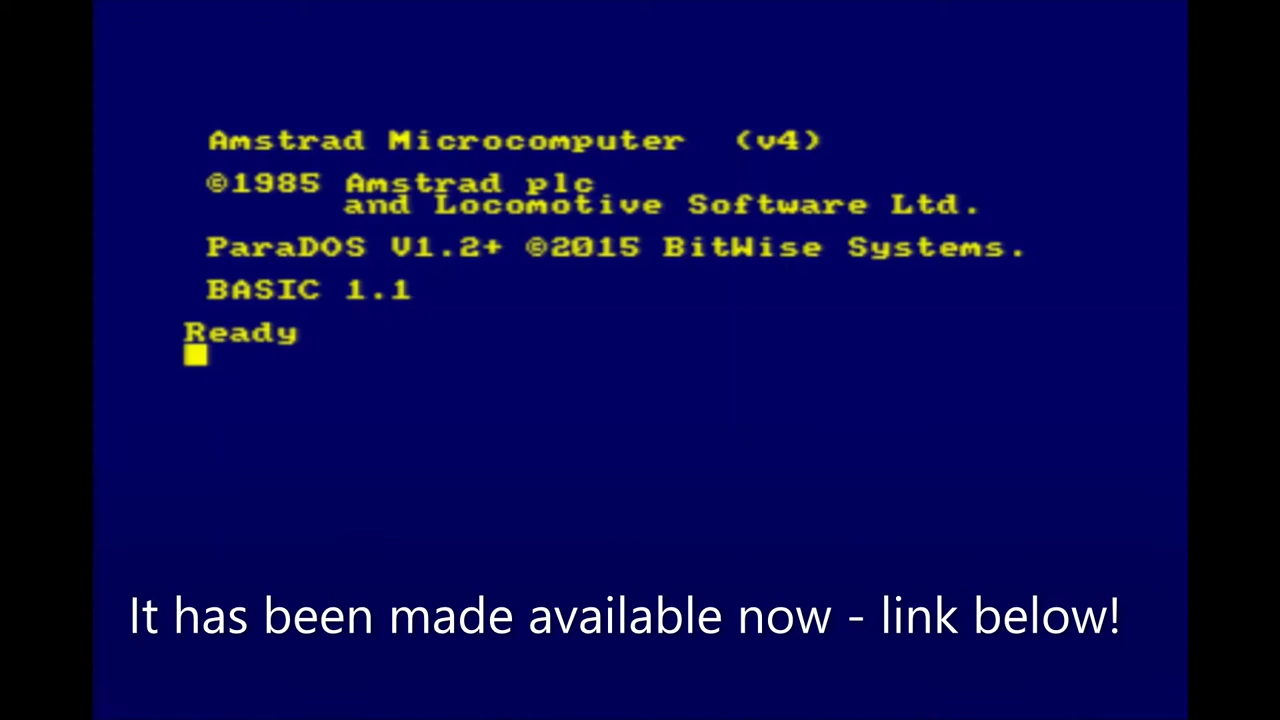 Amstrad Microcomputer (v4)
©1985 Amstrad plc
and Locomotive Software Ltd.
ParaDOS V1.2+ ©2015 BitWise Systems.
BASIC 1.1
Ready
It has been made available now - link below!